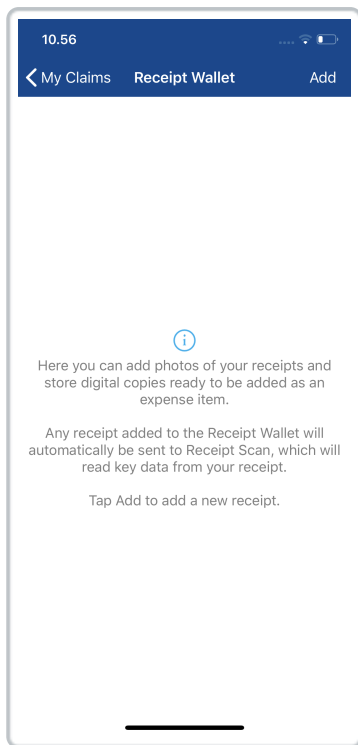 10.56
My Claims Receipt Wallet Add
Here you can add photos of your receipts and
store digital copies ready to be added as an
expense item.
Any receipt added to the Receipt Wallet will
automatically be sent to Receipt Scan, which will
read key data from your receipt.
Tap Add to add a new receipt.